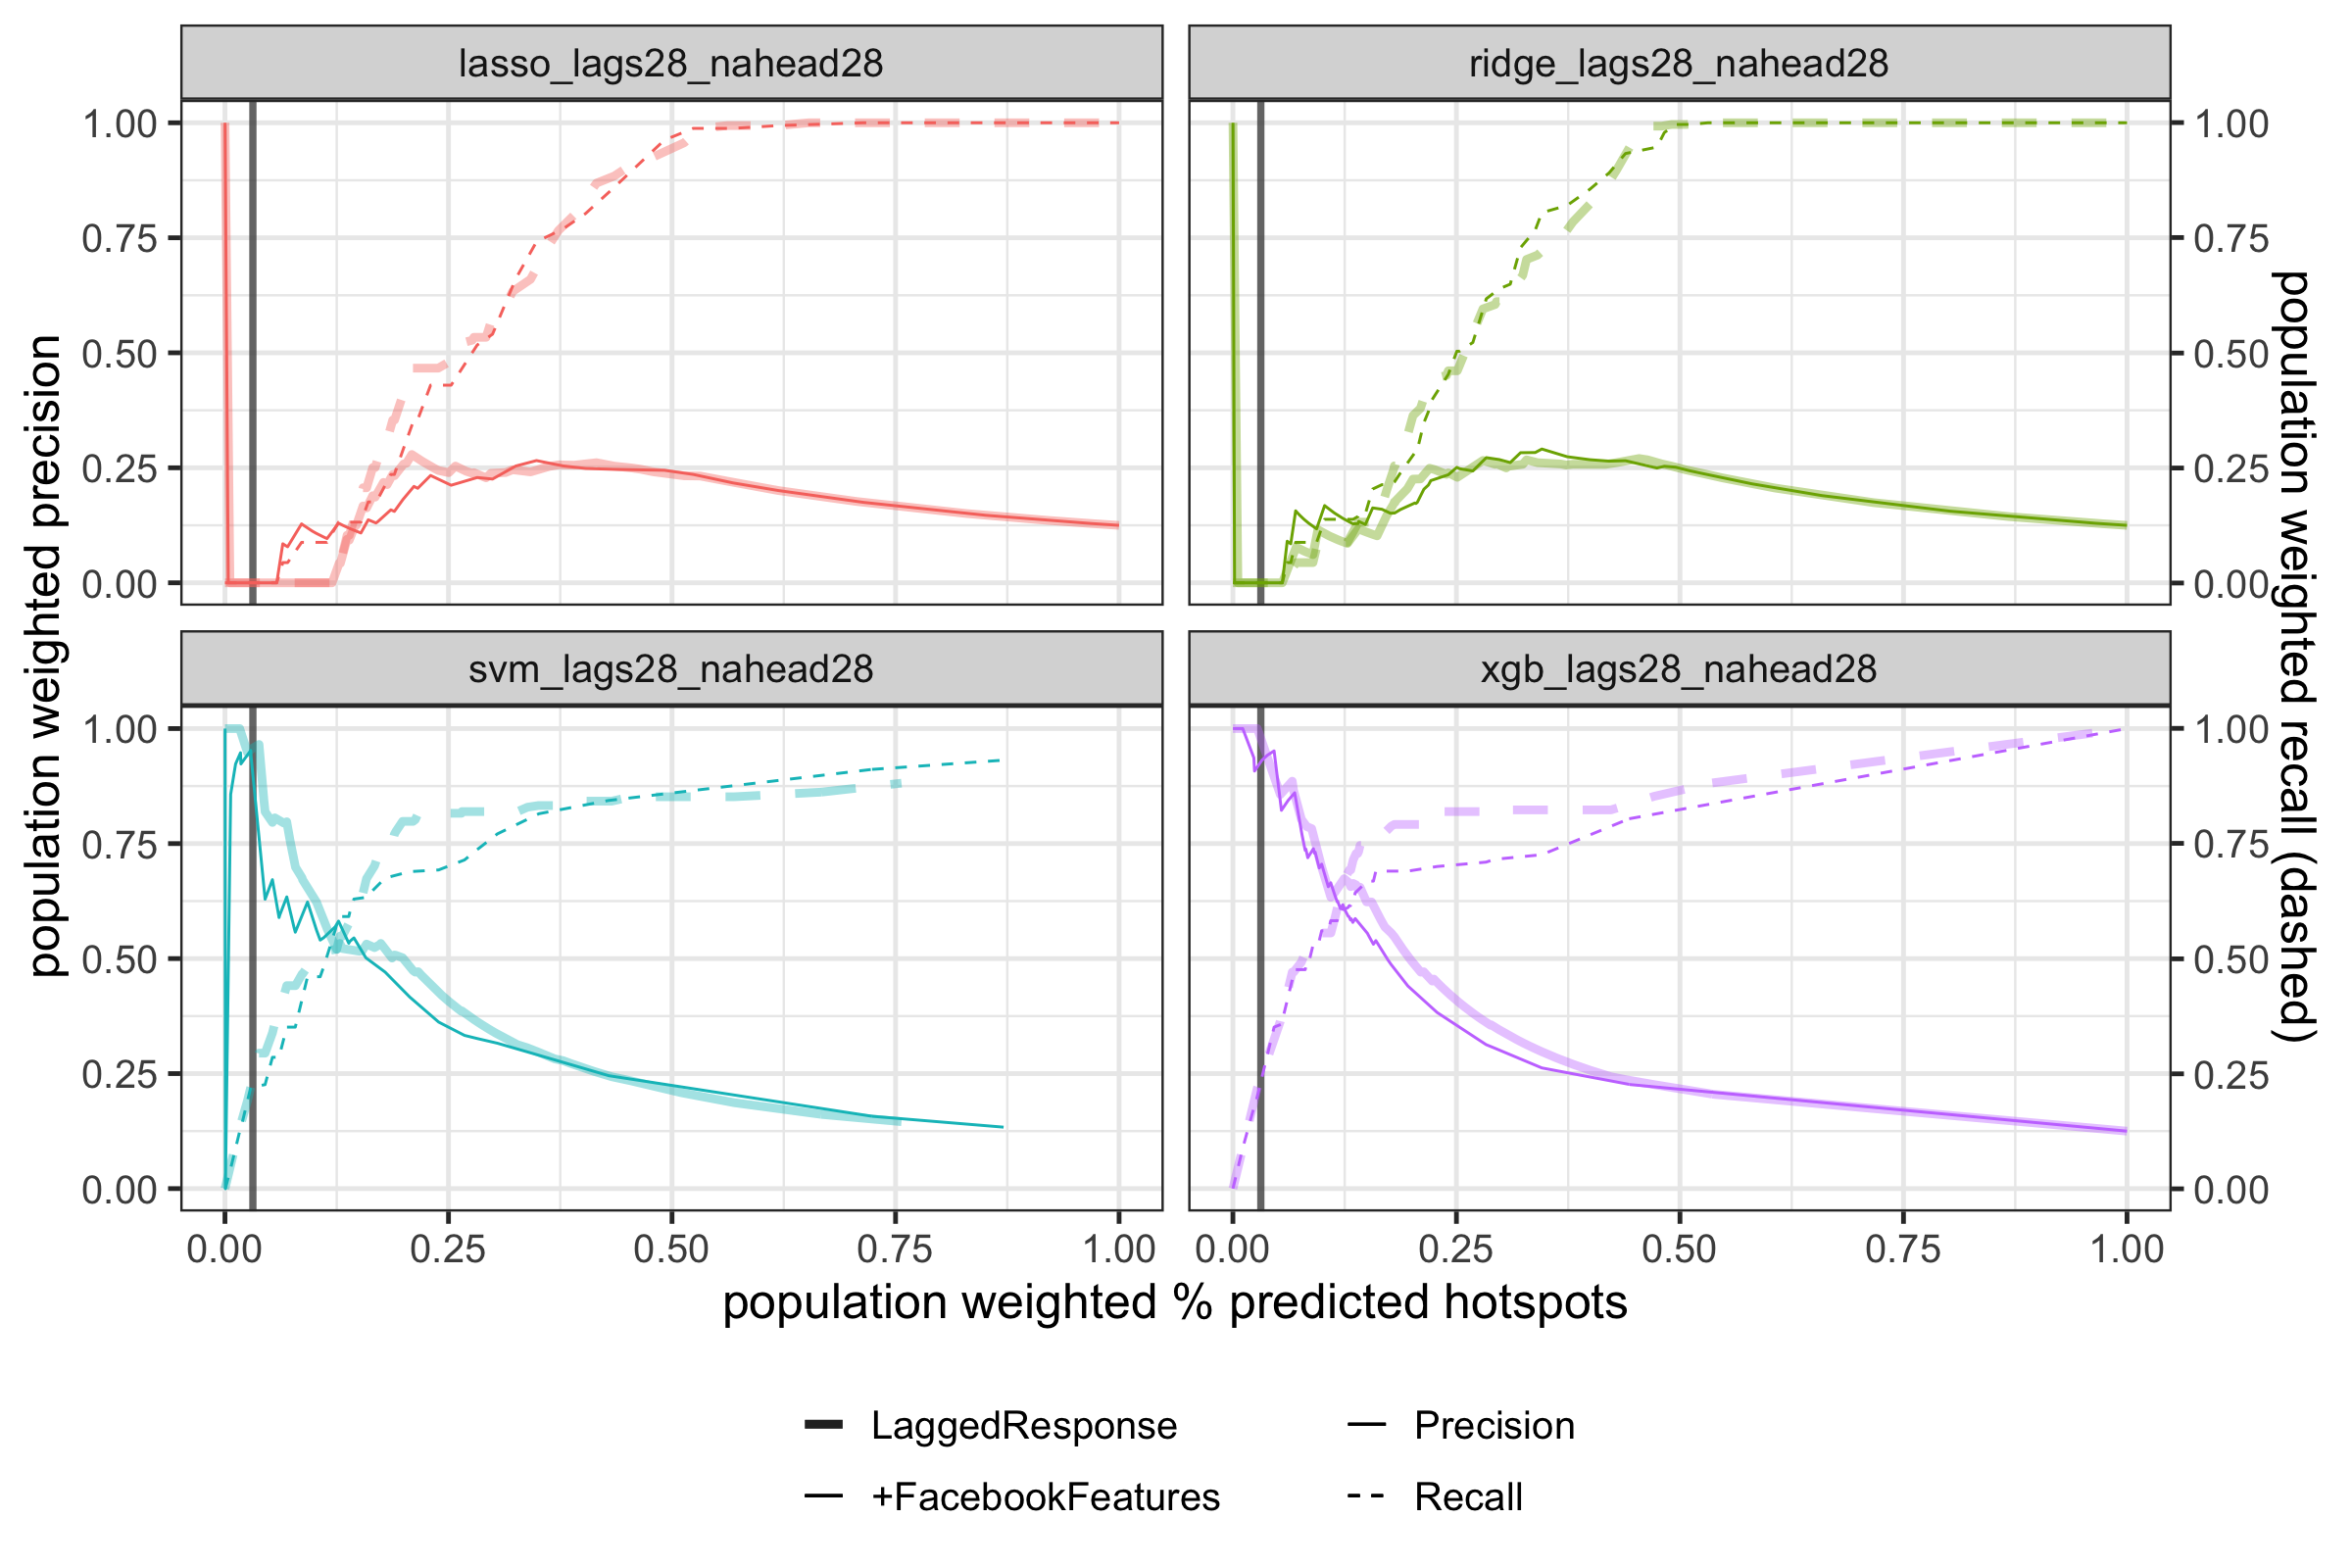 lasso_lags28_nahead28
ridge_lags28_nahead28
1.00
0.75
0.50
0.25
0.00
1.00
0.75
0.50
0.25
0.00
svm_lags28_nahead28
xgb_lags28_nahead28
1.00
0.75
0.50
0.25
0.00
1.00
0.75
0.50
0.25
0.00
population weighted precision
population weighted recall (dashed)
0.00 0.25 0.50 0.75 1.00
0.00 0.25 0.50 0.75 1.00
population weighted % predicted hotspots
LaggedResponse
+FacebookFeatures
Precision
Recall